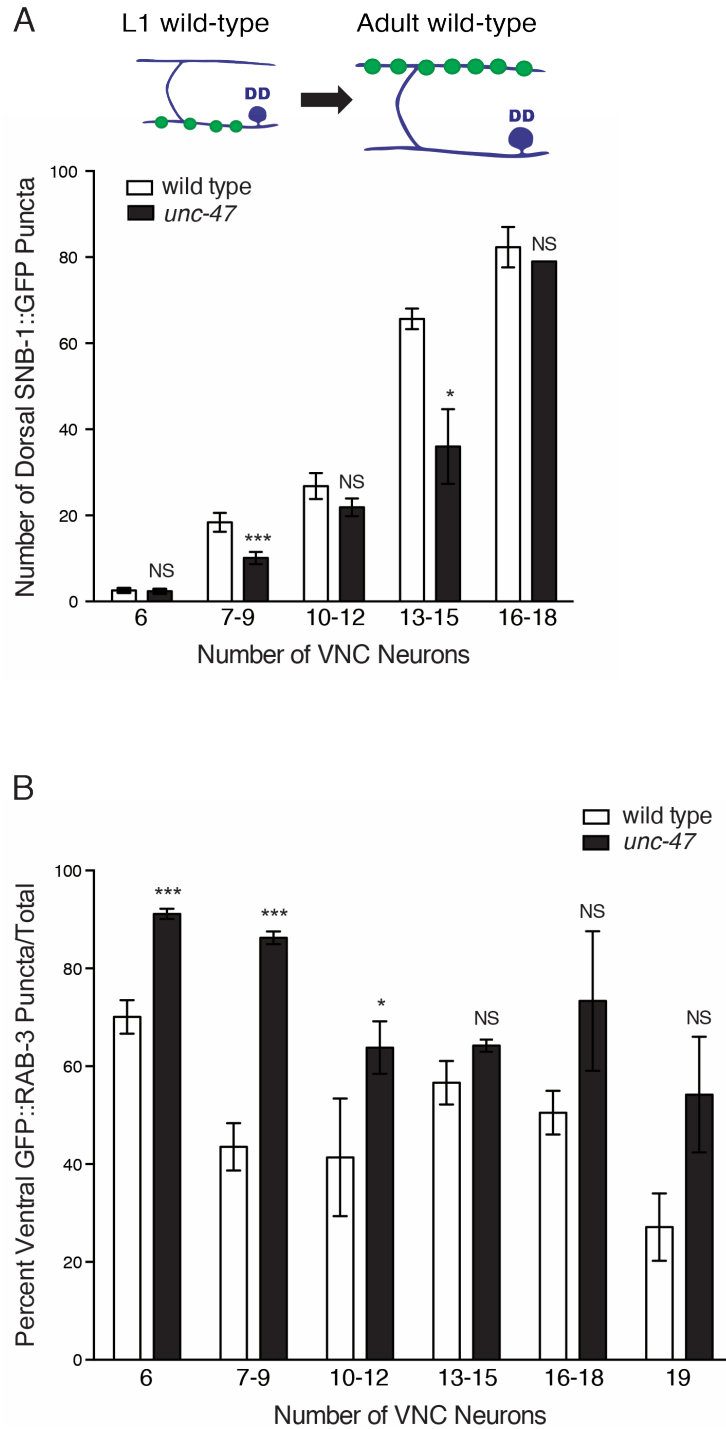 A
L1 wild-type
Adult wild-type
DD
DD
wild type
unc-47
Number of Dorsal SNB-1::GFP Puncta
100
80
60
40
20
0
NS
***
NS
*
NS
6
7-9
10-12
13-15
16-18
Number of VNC Neurons
B
wild type
unc-47
Percent Ventral GFP::RAB-3 Puncta/Total
100
80
60
40
20
0
***
***
*
NS
NS
NS
6
7-9
10-12
13-15
16-18
19
Number of VNC Neurons